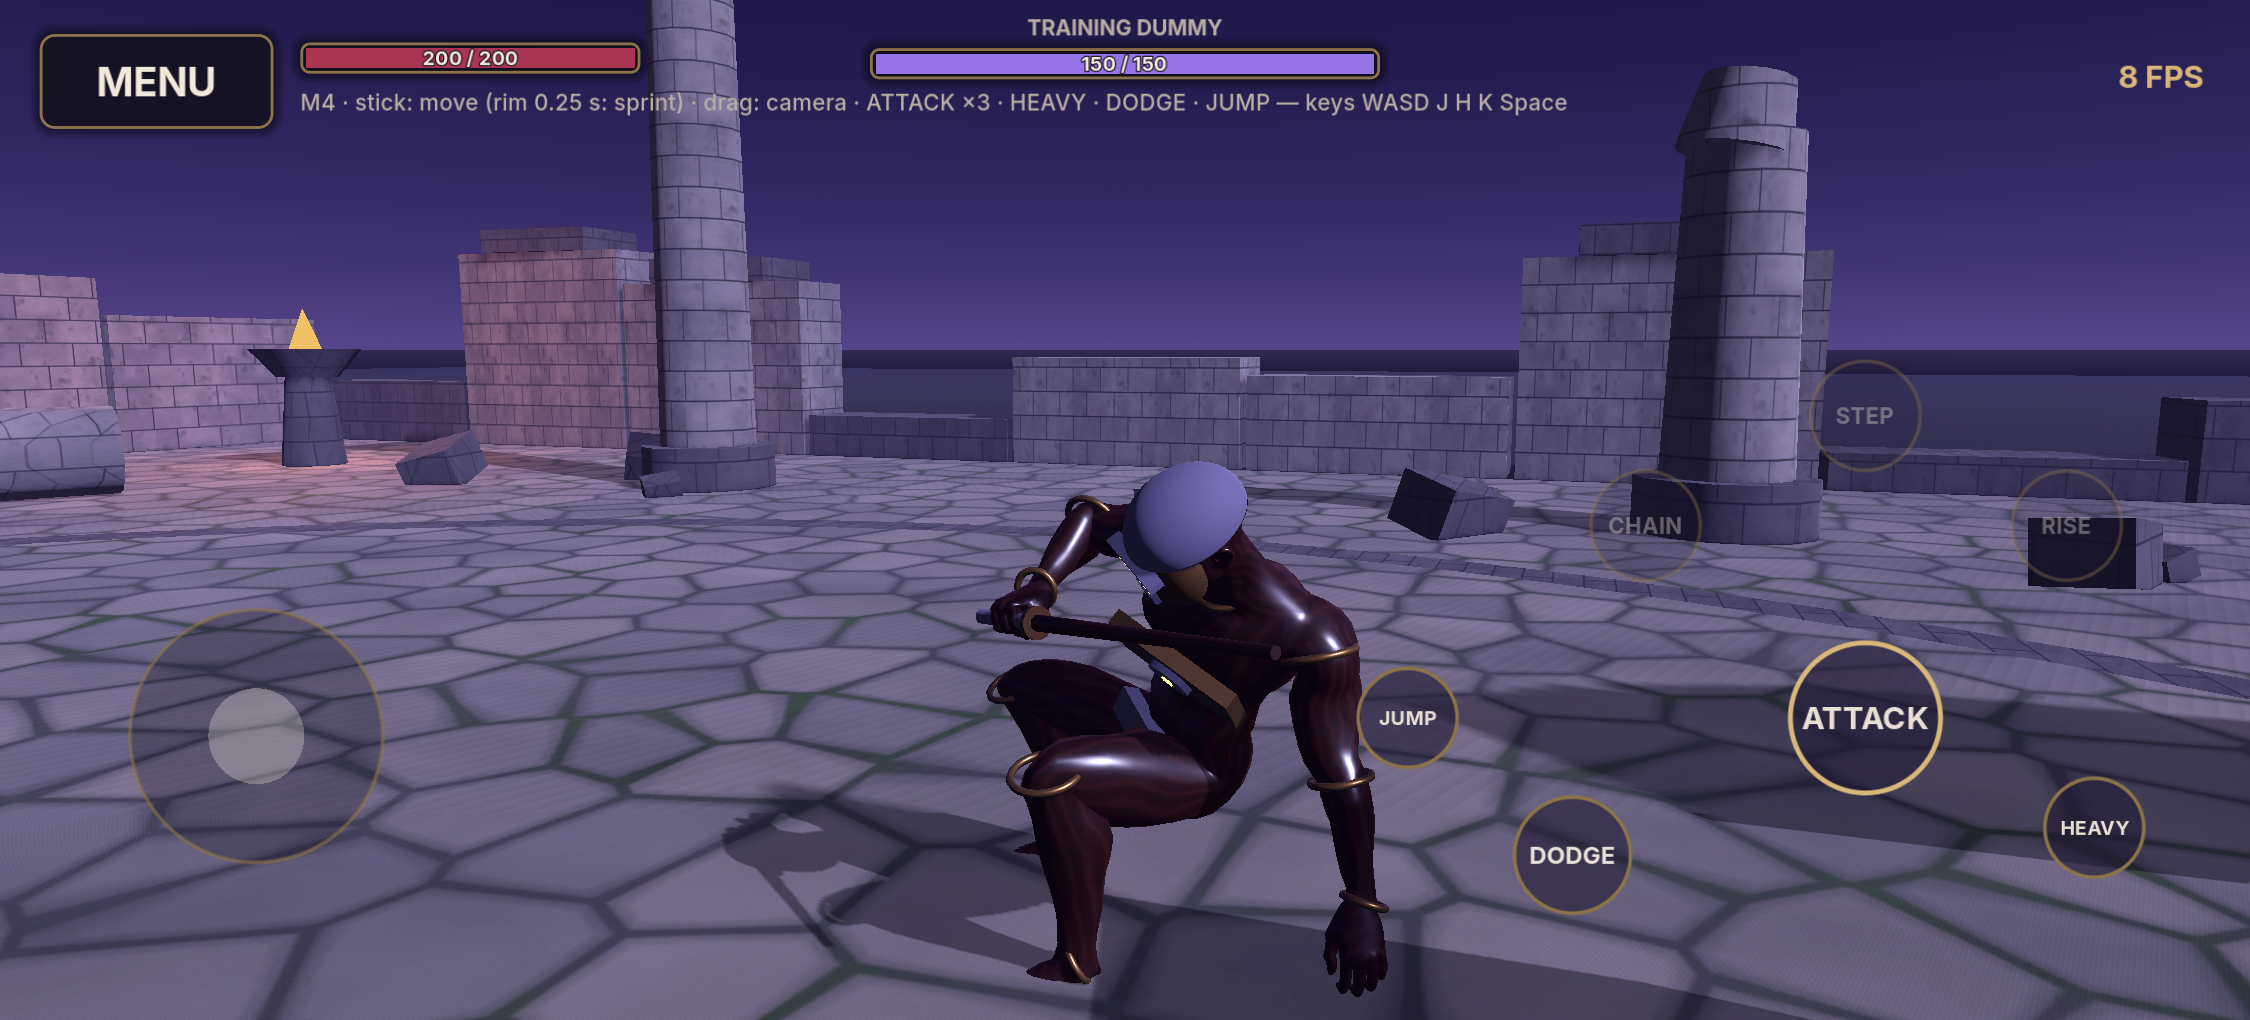 TRAINING DUMMY
MENU
200 / 200
150 / 150
8 FPS
M4 · stick: move (rim 0.25 s: sprint) · drag: camera · ATTACK ×3 · HEAVY · DODGE · JUMP — keys WASD J H K Space
STEP
CHAIN
RISE
JUMP
ATTACK
DODGE
HEAVY